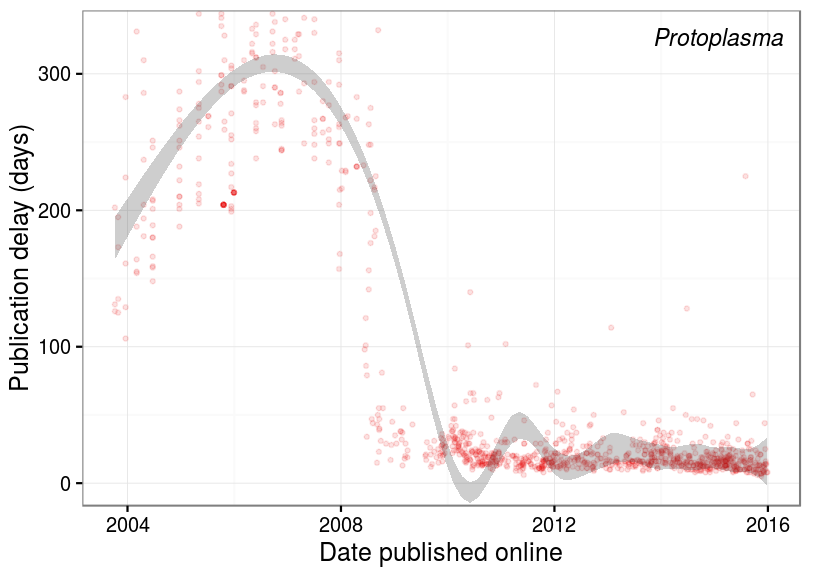 Protoplasma
Publication delay (days)
300
200
100
0
2004 2008 2012 2016
Date published online